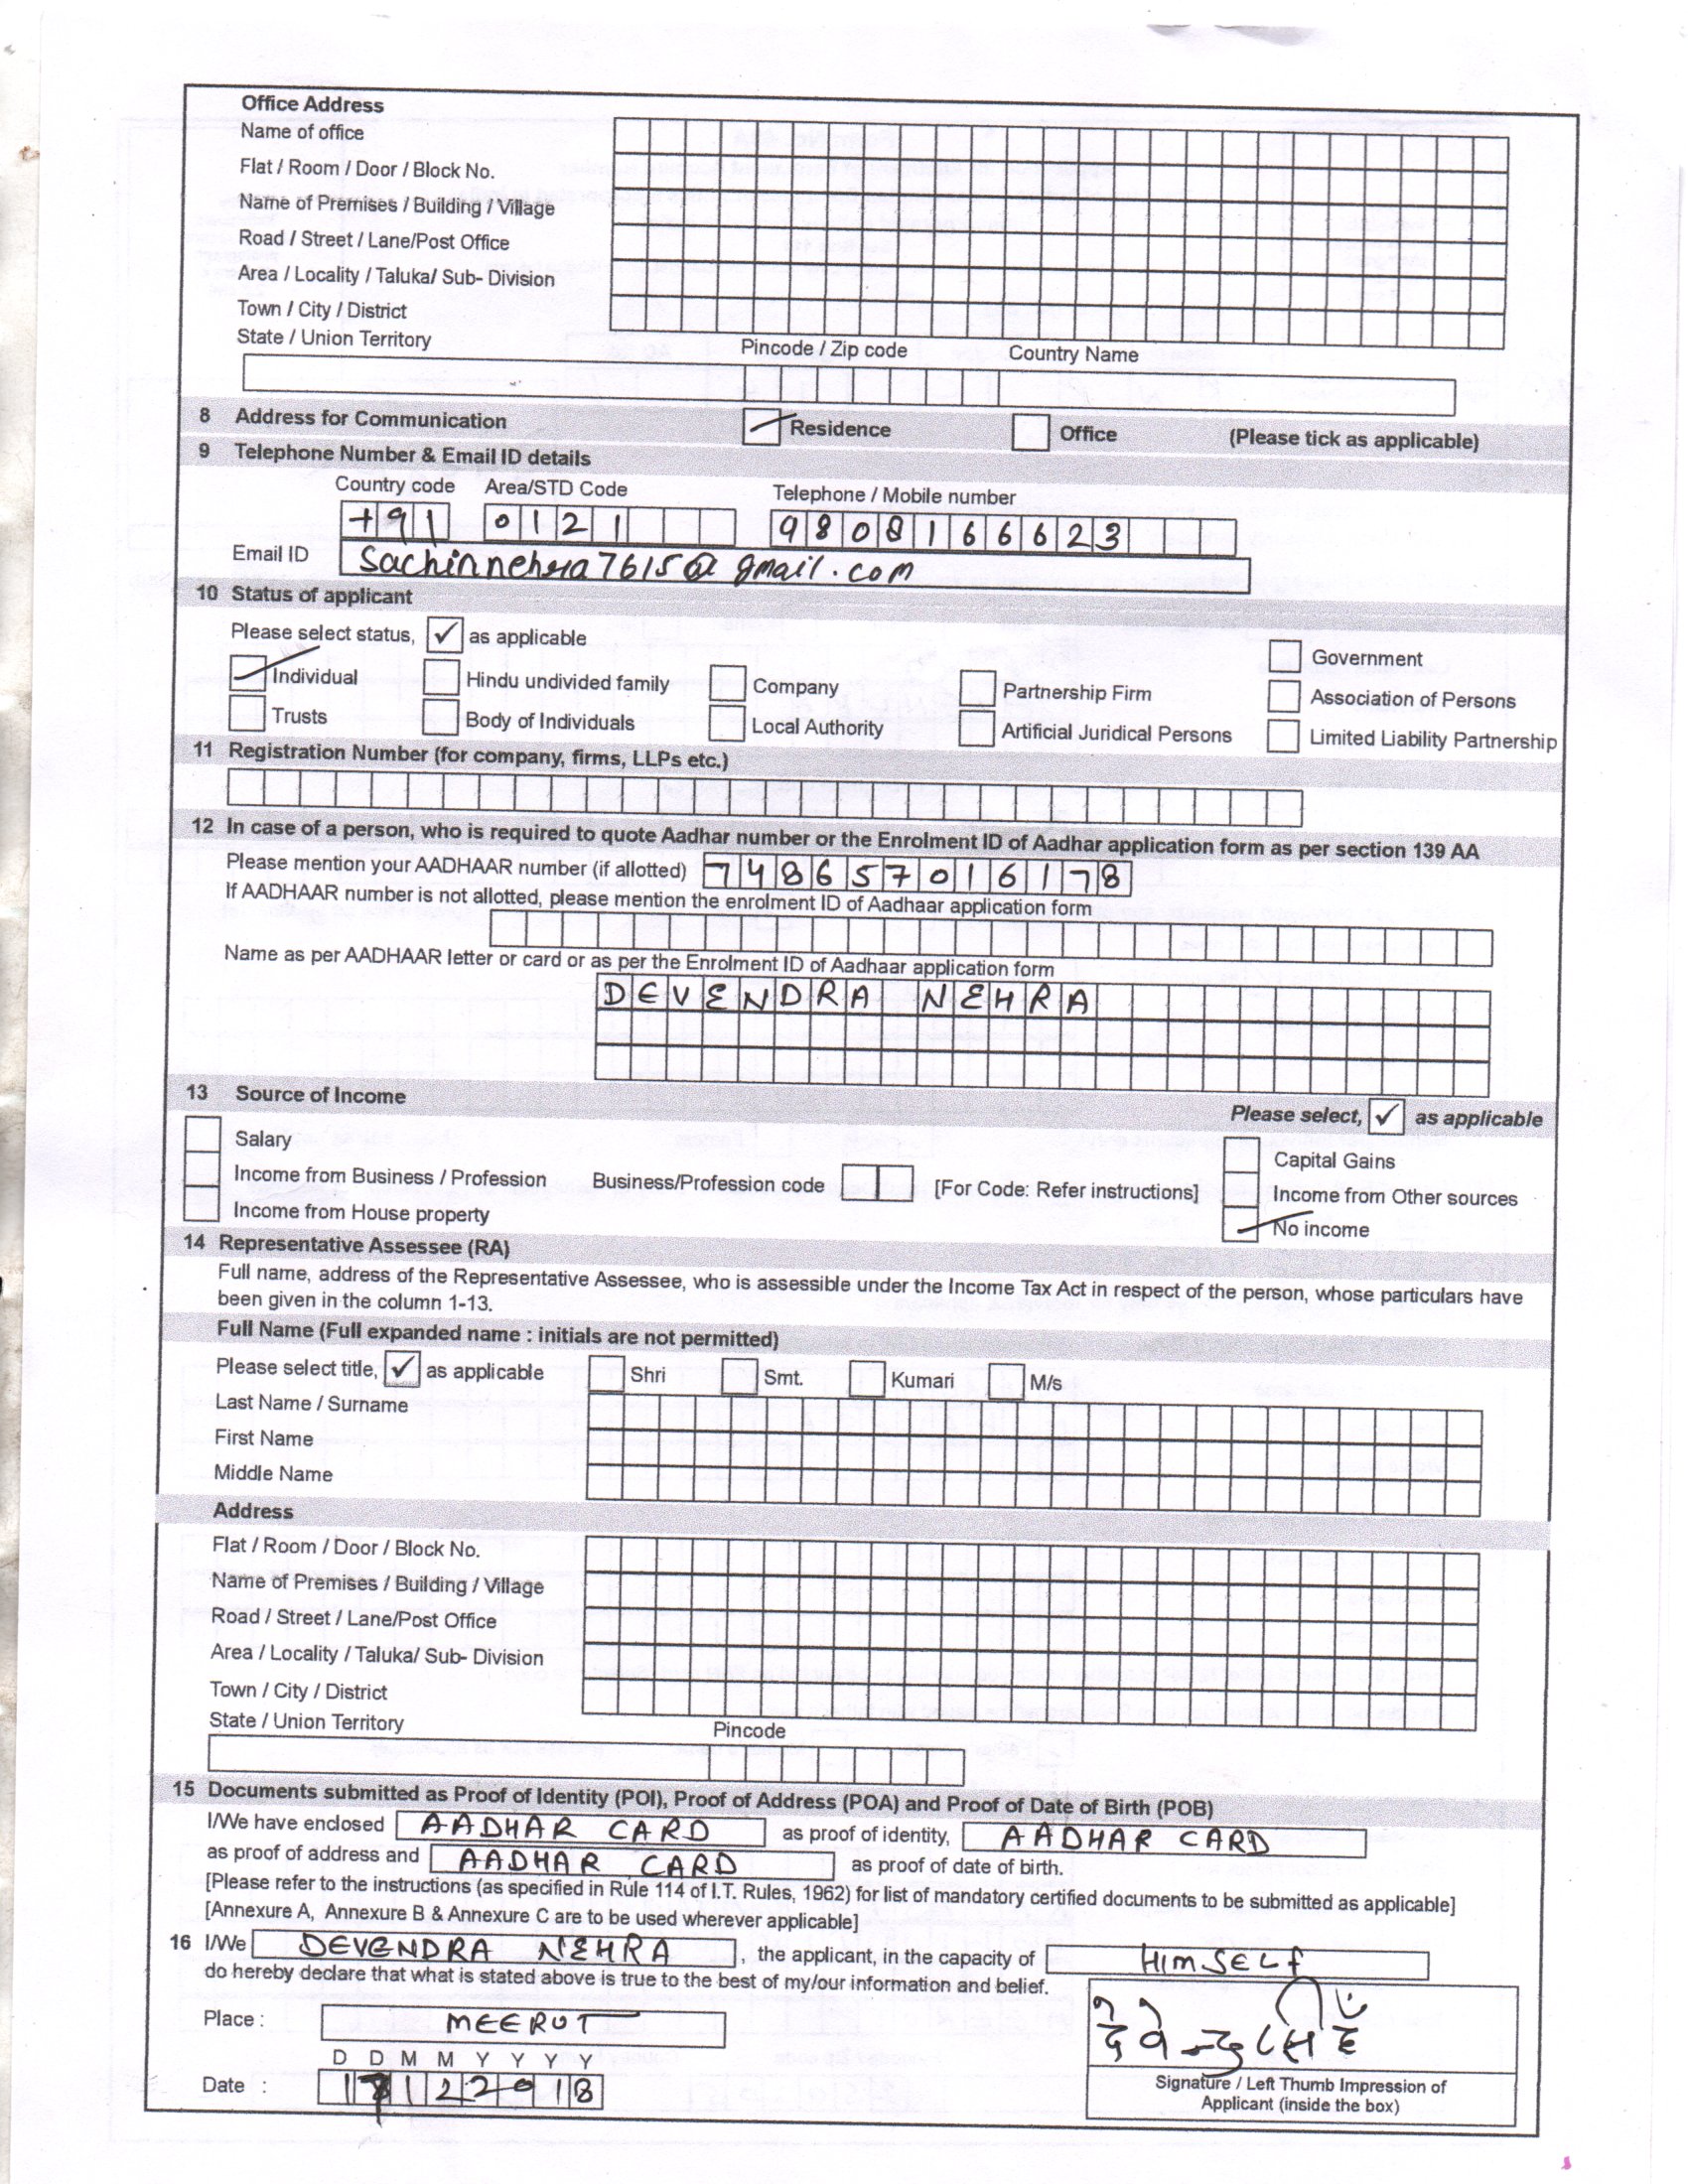 Office Address
Name of office
Flat / Room / Door / Block No.
Name of Premises / Building / Village
Road / Street / Lane/Post Office
Area / Locality / Taluka/ Sub- Division
Town / City / District
State / Union Territory Pincode / Zip code Country Name
8 Address for Communication Residence Office (Please tick as applicable)
9 Telephone Number & Email ID details
Country code Area/STD Code Telephone / Mobile number
+91 0121 9808166623
Email ID sachinnehra7615@gmail.com
10 Status of applicant
Please select status, ✓ as applicable
Government
Individual Hindu undivided family Company Partnership Firm
Association of Persons
Trusts Body of Individuals Local Authority Artificial Juridical Persons
Limited Liability Partnership
11 Registration Number (for company, firms, LLPs etc.)
12 In case of a person, who is required to quote Aadhar number or the Enrolment ID of Aadhar application form as per section 139 AA
Please mention your AADHAAR number (if allotted) 748657016178
If AADHAAR number is not allotted, please mention the enrolment ID of Aadhaar application form
Name as per AADHAAR letter or card or as per the Enrolment ID of Aadhaar application form
DEVENDRA NEHRA
13 Source of Income Please select, ✓ as applicable
Salary Capital Gains
Income from Business / Profession Business/Profession code [For Code: Refer instructions] Income from Other sources
Income from House property No income
14 Representative Assessee (RA)
Full name, address of the Representative Assessee, who is assessible under the Income Tax Act in respect of the person, whose particulars have
been given in the column 1-13.
Full Name (Full expanded name : initials are not permitted)
Please select title, ✓ as applicable Shri Smt. Kumari M/s
Last Name / Surname
First Name
Middle Name
Address
Flat / Room / Door / Block No.
Name of Premises / Building / Village
Road / Street / Lane/Post Office
Area / Locality / Taluka/ Sub- Division
Town / City / District
State / Union Territory Pincode
15 Documents submitted as Proof of Identity (POI), Proof of Address (POA) and Proof of Date of Birth (POB)
I/We have enclosed AADHAR CARD as proof of identity, AADHAR CARD
as proof of address and AADHAR CARD as proof of date of birth.
[Please refer to the instructions (as specified in Rule 114 of I.T. Rules, 1962) for list of mandatory certified documents to be submitted as applicable]
[Annexure A, Annexure B & Annexure C are to be used wherever applicable]
16 I/We DEVENDRA NEHRA, the applicant, in the capacity of HIMSELF
do hereby declare that what is stated above is true to the best of my/our information and belief.
Place : MEERUT
D D M M Y Y Y Y
Date :
Signature / Left Thumb Impression of
Applicant (inside the box)